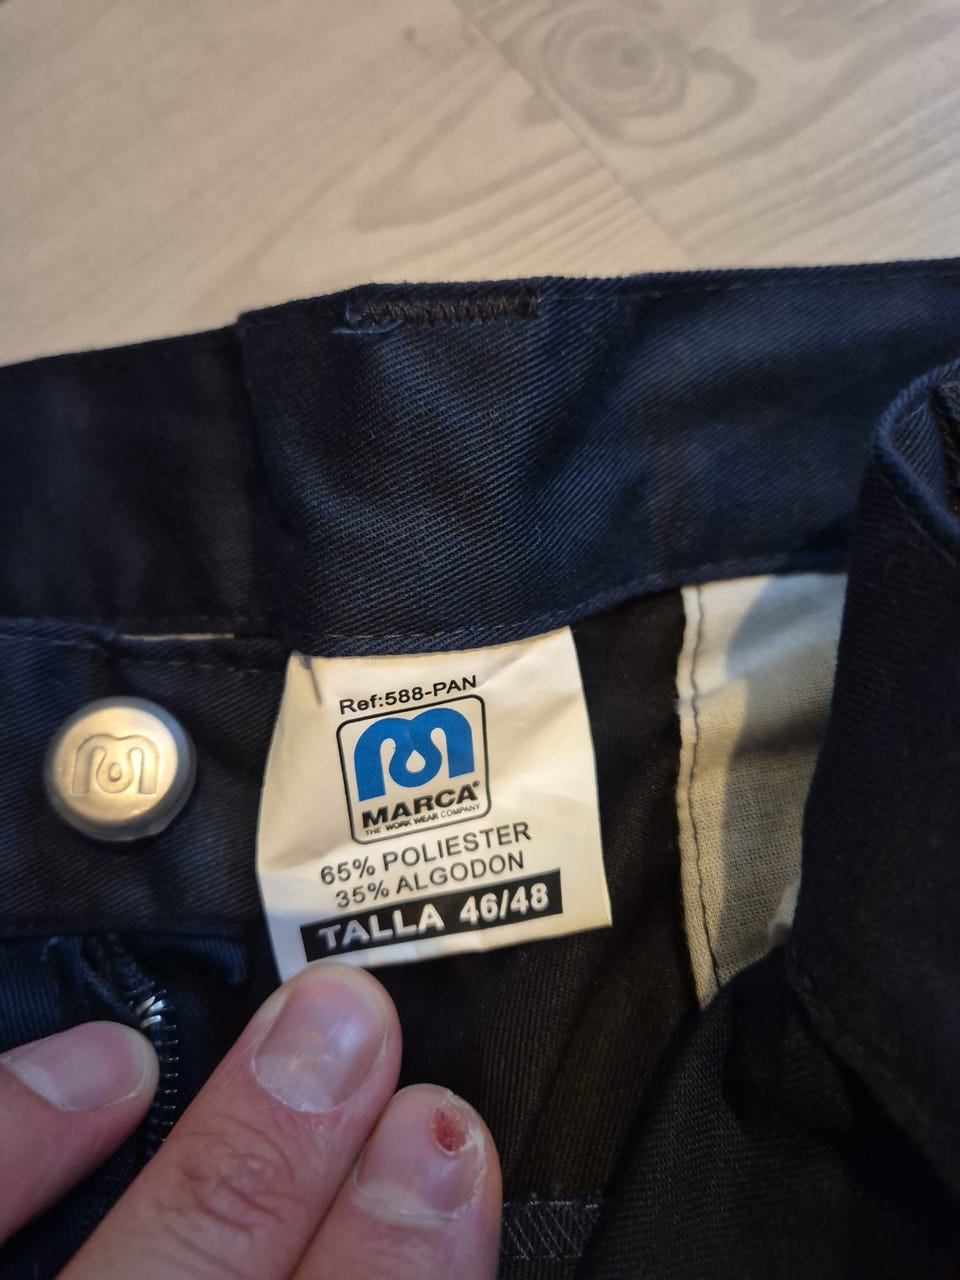 Ref:588-PAN
MARCA®
THE WORK WEAR COMPANY
65% POLIESTER
35% ALGODON
TALLA 46/48